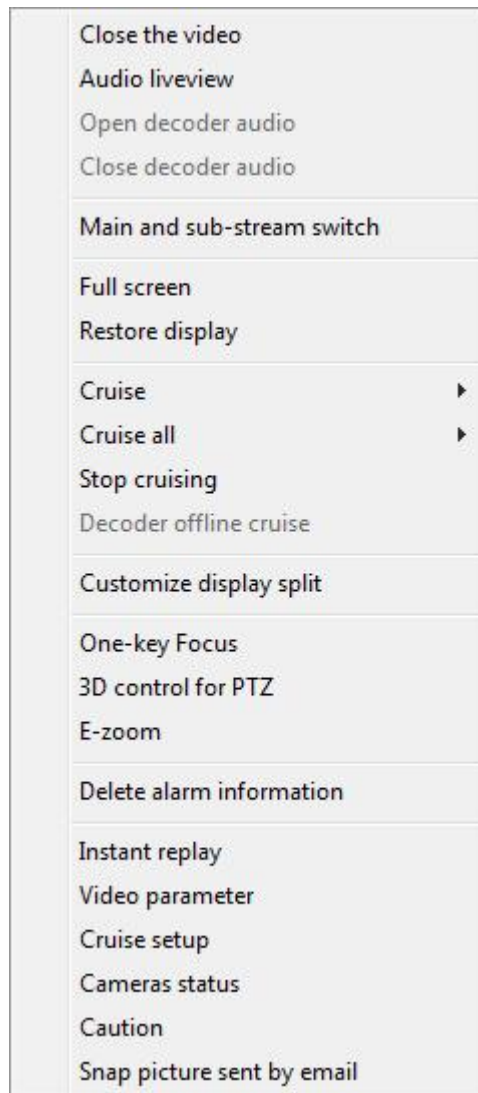 Close the video
Audio liveview
Open decoder audio
Close decoder audio
Main and sub-stream switch
Full screen
Restore display
Cruise
Cruise all
Stop cruising
Decoder offline cruise
Customize display split
One-key Focus
3D control for PTZ
E-zoom
Delete alarm information
Instant replay
Video parameter
Cruise setup
Cameras status
Caution
Snap picture sent by email